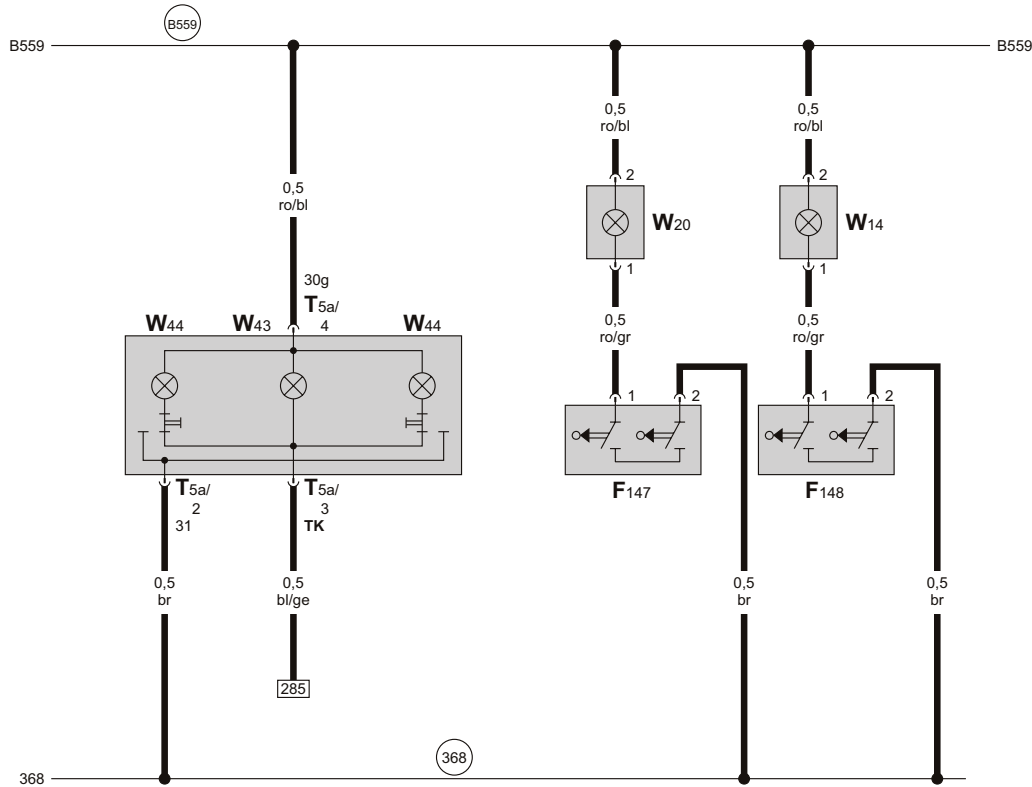 B559
B559 B559
0,5
ro/bl
0,5
ro/bl
0,5
ro/bl
2
W20
1
2
W14
1
30g
T5a/
4
W44 W43 W44
0,5
ro/gr
0,5
ro/gr
1 2
1 2
F147
F148
T5a/
2
31
T5a/
3
TK
0,5
br
0,5
bl/ge
0,5
br
0,5
br
285
368
368